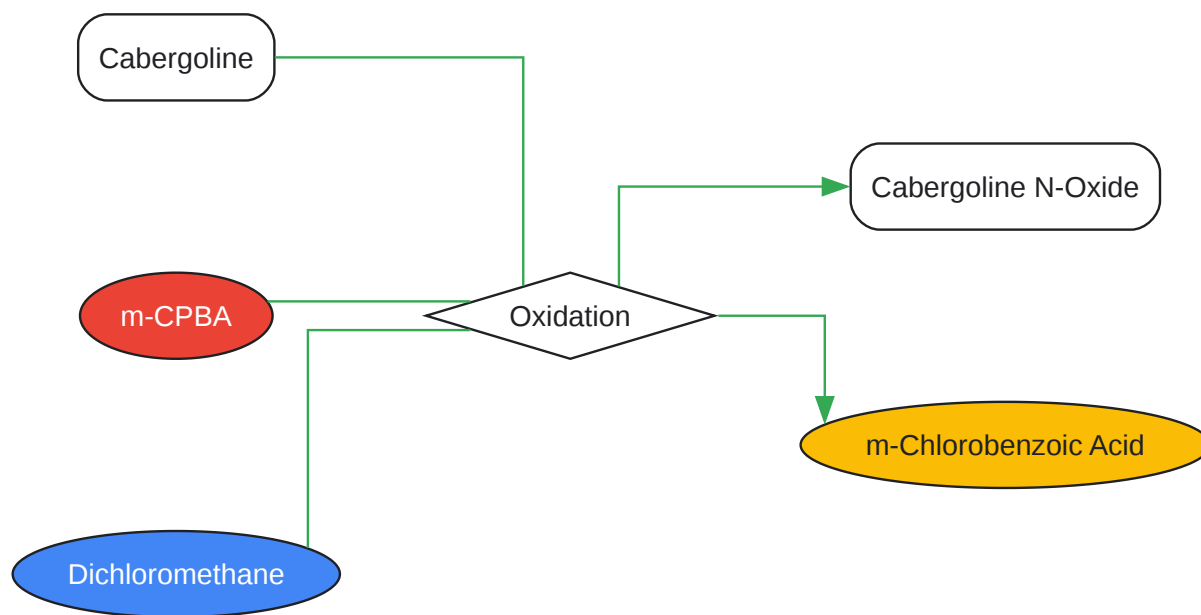 Cabergoline
Cabergoline N-Oxide
m-CPBA
Oxidation
m-Chlorobenzoic Acid
Dichloromethane